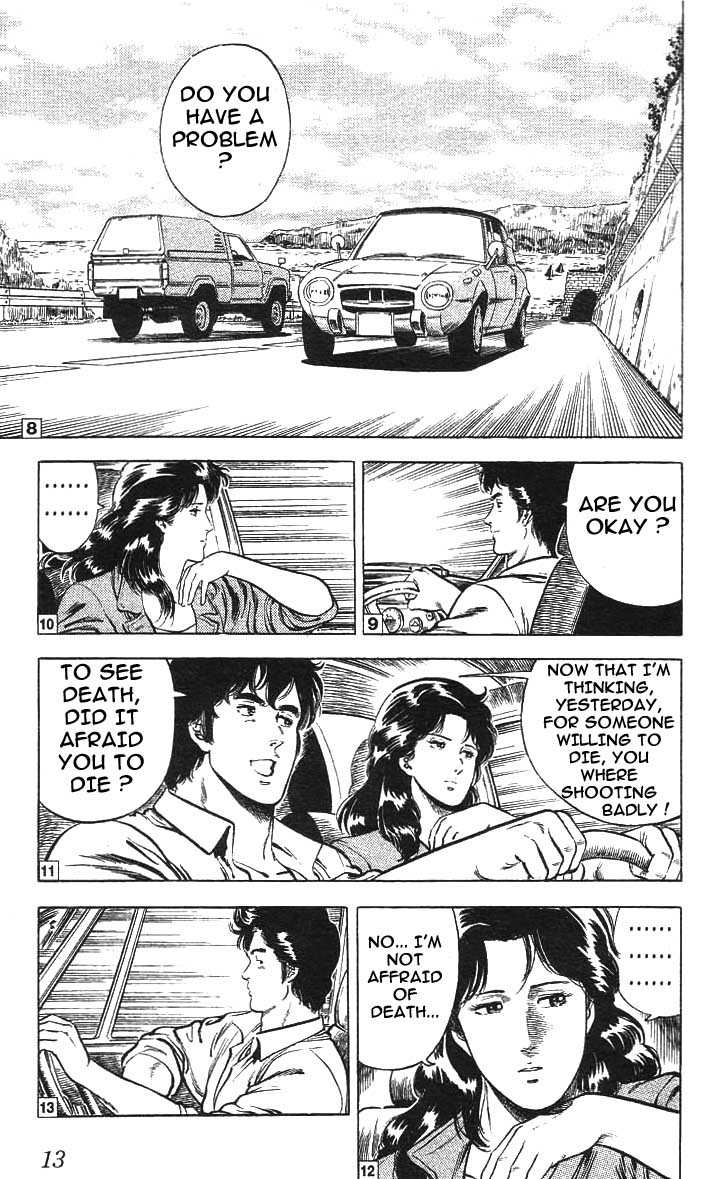 DO YOU
HAVE A
PROBLEM
?
8
ARE YOU
OKAY ?
9
......
......
10
NOW THAT I'M
THINKING,
YESTERDAY,
FOR SOMEONE
WILLING TO
DIE, YOU
WHERE
SHOOTING
BADLY !
TO SEE
DEATH,
DID IT
AFRAID
YOU TO
DIE ?
11
......
......
......
NO... I'M
NOT
AFFRAID
OF
DEATH...
12
13
13